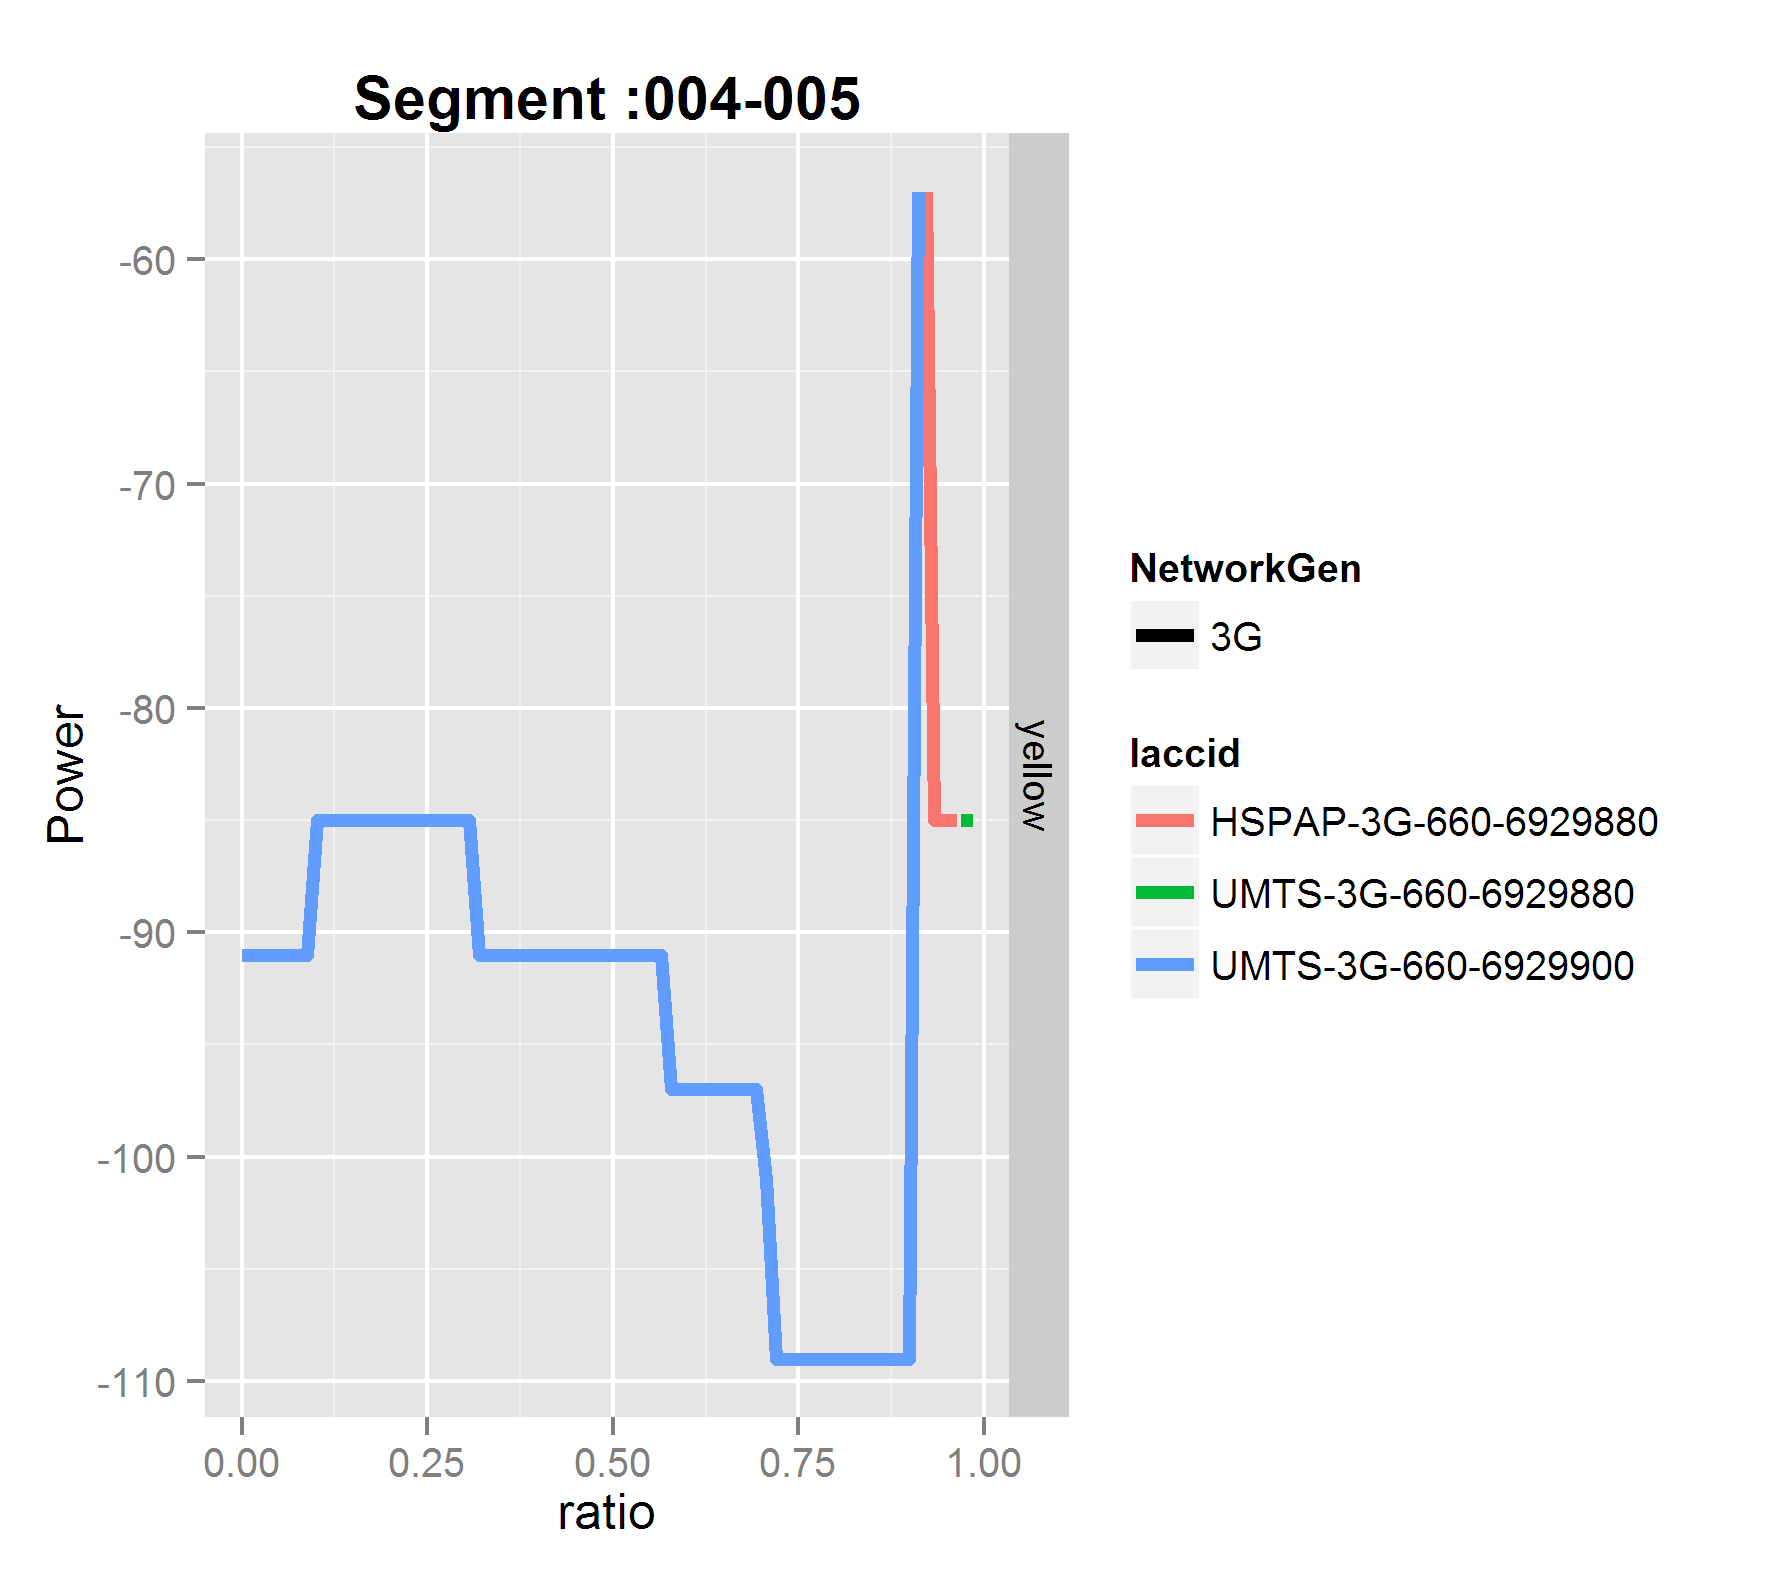 Segment :004-005
Power
-60
-70
-80
-90
-100
-110
0.00 0.25 0.50 0.75 1.00
ratio
yellow
NetworkGen
3G
laccid
HSPAP-3G-660-6929880
UMTS-3G-660-6929880
UMTS-3G-660-6929900